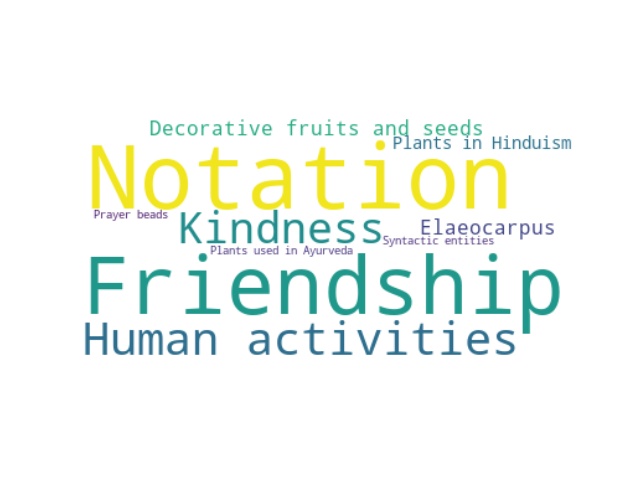 Decorative fruits and seeds
Plants in Hinduism
Notation
Prayer beads
Kindness
Elaeocarpus
Syntactic entities
Plants used in Ayurveda
Friendship
Human activities